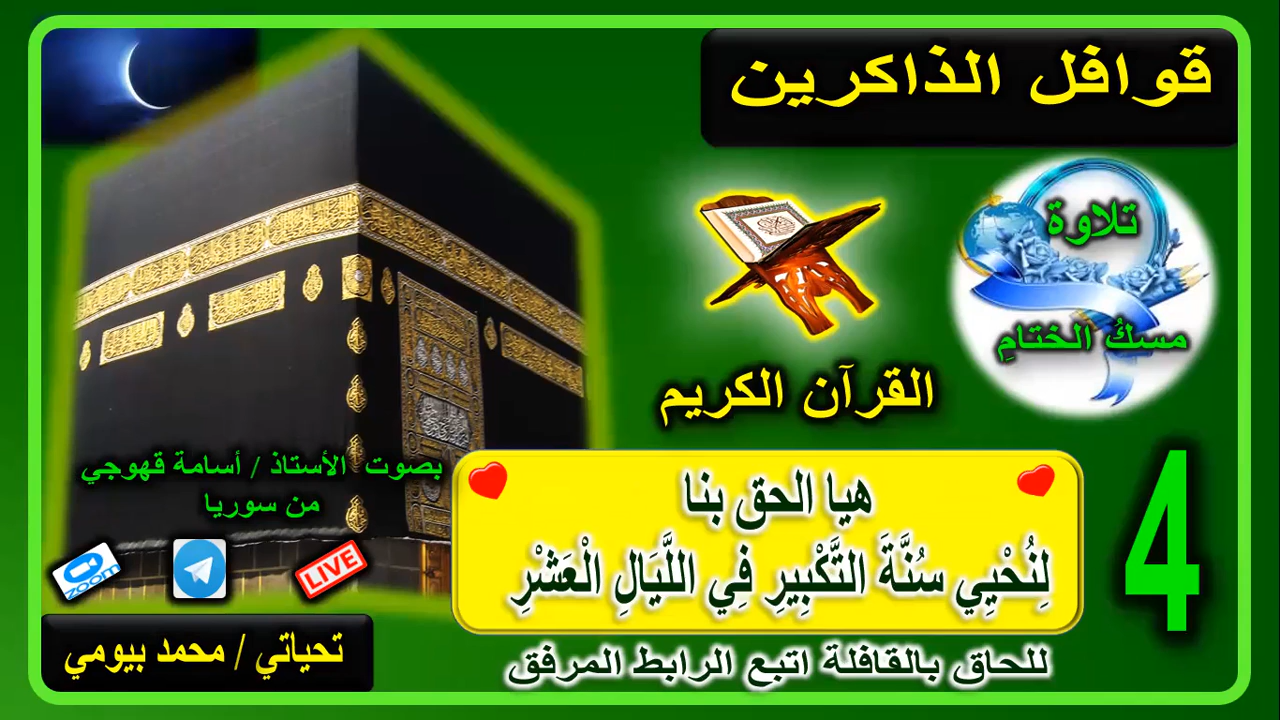 قوافل الذاكرين
تلاوة
مسكُ الختامِ
القرآن الكريم
بصوت الأستاذ / أسامة قهوجي
من سوريا
هيا الحق بنا
لِنُحْيِي سُنَّةَ التَّكْبِيرِ فِي اللَّيَالِ الْعَشْرِ
4
zoom
LIVE
تحياتي / محمد بيومي
للحاق بالقافلة اتبع الرابط المرفق